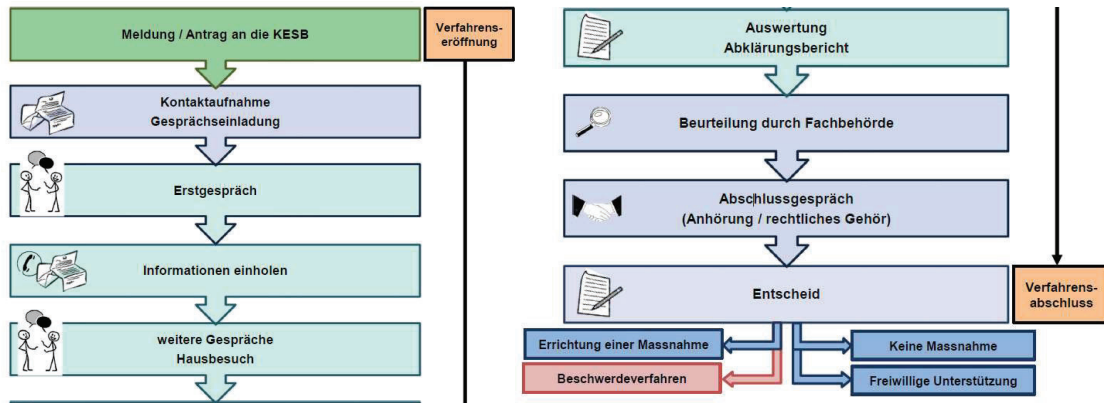 Meldung / Antrag an die KESB
Verfahrens-
eröffnung
Kontaktaufnahme
Gesprächseinladung
Erstgespräch
Informationen einholen
weitere Gespräche
Hausbesuch
Auswertung
Abklärungsbericht
Beurteilung durch Fachbehörde
Abschlussgespräch
(Anhörung / rechtliches Gehör)
Entscheid
Verfahrens-
abschluss
Errichtung einer Massnahme
Keine Massnahme
Beschwerdeverfahren
Freiwillige Unterstützung